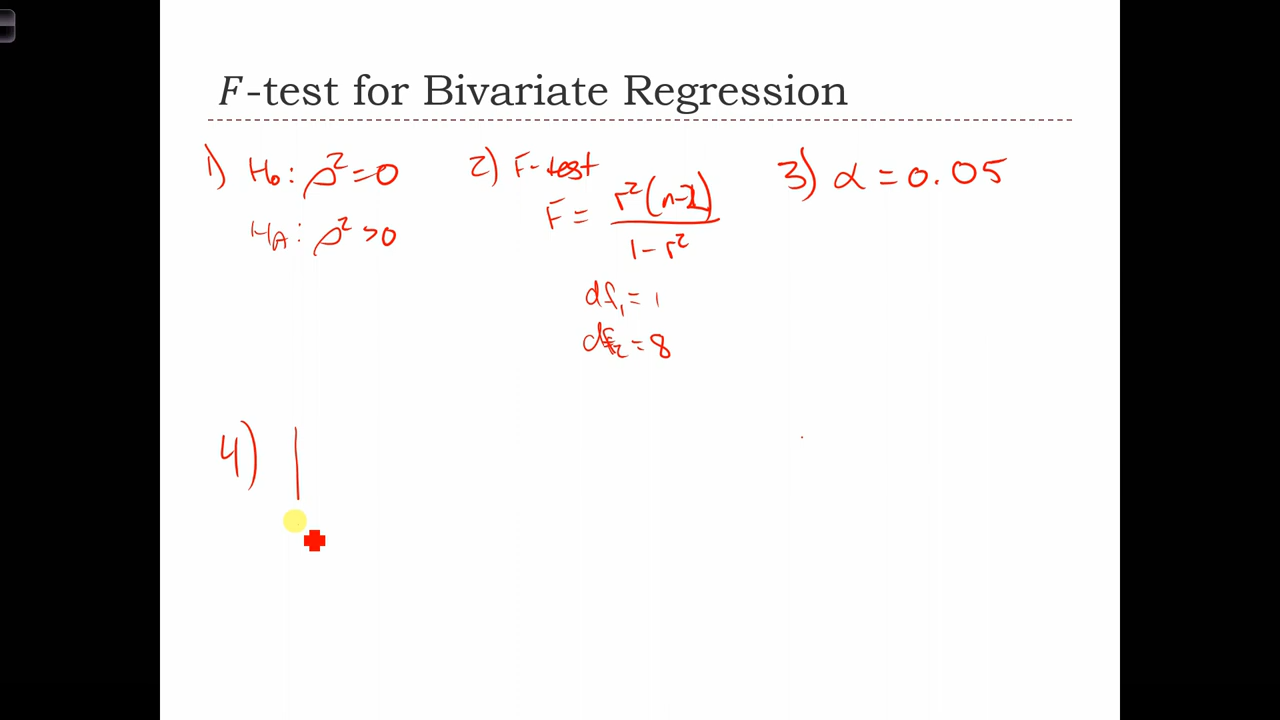 F-test for Bivariate Regression
1) H₀: ρ² = 0
H_A: ρ² > 0
2) F-test
F = r²(n-2) / 1 - r²
df₁ = 1
df₂ = 8
3) α = 0.05
4)